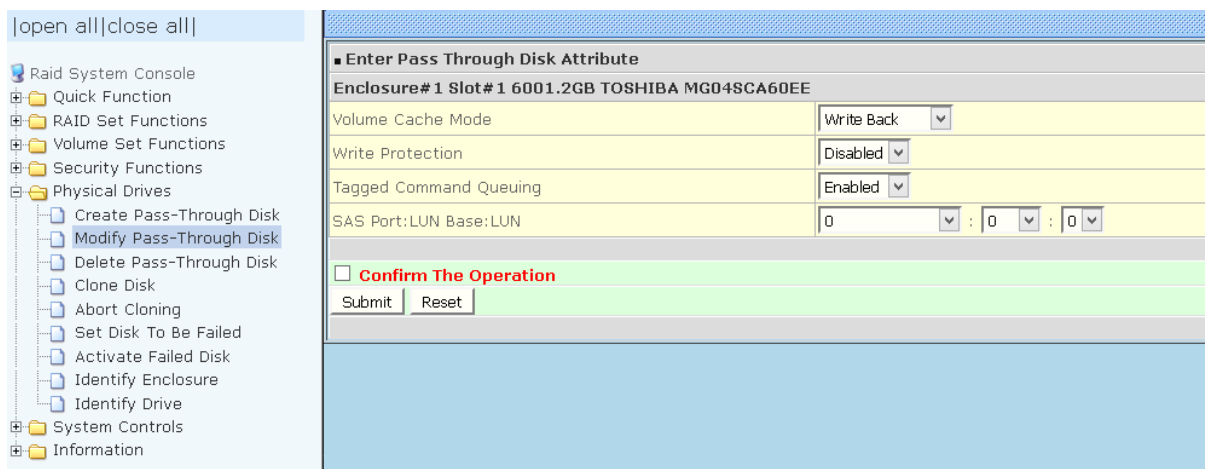 |open all|close all|
Raid System Console
Quick Function
RAID Set Functions
Volume Set Functions
Security Functions
Physical Drives
Create Pass-Through Disk
Modify Pass-Through Disk
Delete Pass-Through Disk
Clone Disk
Abort Cloning
Set Disk To Be Failed
Activate Failed Disk
Identify Enclosure
Identify Drive
System Controls
Information
Enter Pass Through Disk Attribute
Enclosure#1 Slot#1 6001.2GB TOSHIBA MG04SCA60EE
Volume Cache Mode Write Back
Write Protection Disabled
Tagged Command Queuing Enabled
SAS Port:LUN Base:LUN 0 : 0 : 0
Confirm The Operation
Submit Reset